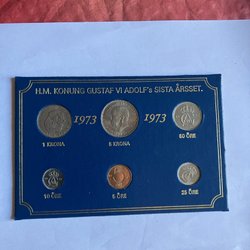 H.M. KONUNG GUSTAF VI ADOLF's SISTA ÅRSSET.
1973 1973
1 KRONA
5 KRONA
50 ÖRE
10 ÖRE
5 ÖRE
25 ÖRE